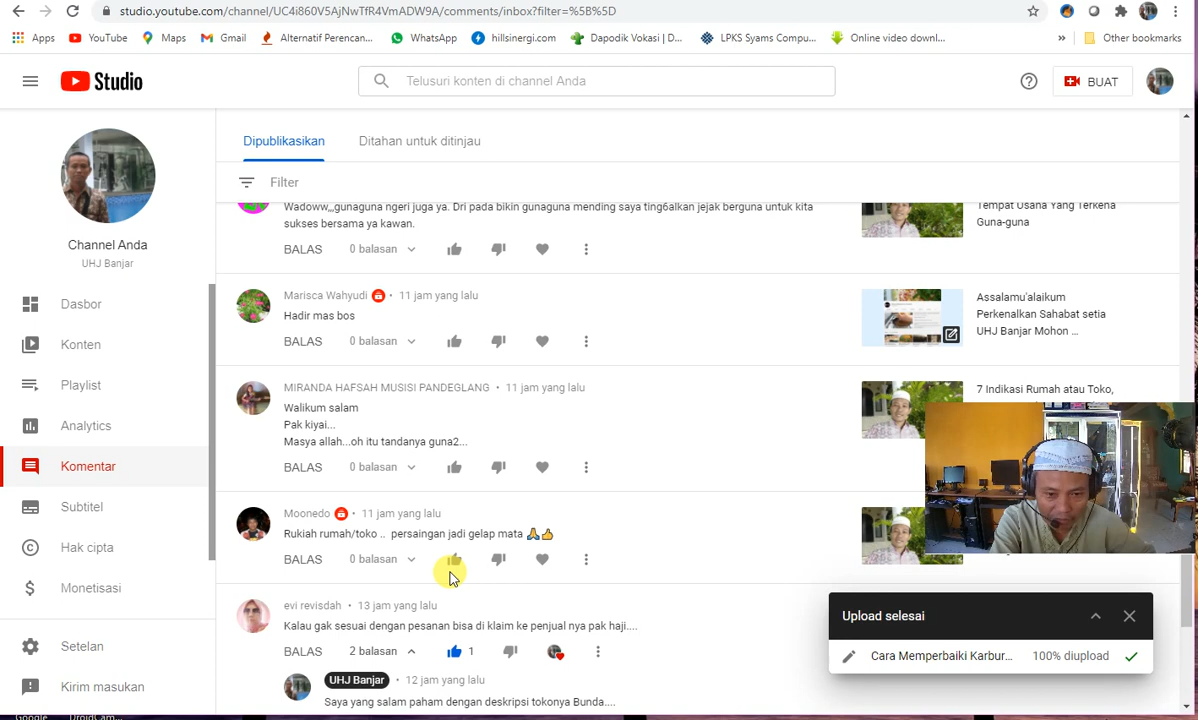 studio.youtube.com/channel/UC4i860V5AjNwTfR4VmADW9A/comments/inbox?filter=%5B%5D
Apps YouTube Maps Gmail Alternatif Perencan... WhatsApp hillsinergi.com Dapodik Vokasi | D... LPKS Syams Compu... Online video downl... » Other bookmarks
Studio
Telusuri konten di channel Anda
BUAT
Channel Anda
UHJ Banjar
Dasbor
Konten
Playlist
Analytics
Komentar
Subtitel
Hak cipta
Monetisasi
Setelan
Kirim masukan
Dipublikasikan Ditahan untuk ditinjau
Filter
Wadoww,,,gunaguna ngeri juga ya. Dri pada bikin gunaguna mending saya ting6alkan jejak berguna untuk kita
sukses bersama ya kawan.
BALAS 0 balasan
Tempat Usaha Yang Terkena
Guna-guna
Marisca Wahyudi • 11 jam yang lalu
Hadir mas bos
BALAS 0 balasan
Assalamu'alaikum
Perkenalkan Sahabat setia
UHJ Banjar Mohon ...
MIRANDA HAFSAH MUSISI PANDEGLANG • 11 jam yang lalu
Walikum salam
Pak kiyai...
Masya allah...oh itu tandanya guna2...
BALAS 0 balasan
7 Indikasi Rumah atau Toko,
Moonedo • 11 jam yang lalu
Rukiah rumah/toko .. persaingan jadi gelap mata 🙏👍
BALAS 0 balasan
evi revisdah • 13 jam yang lalu
Kalau gak sesuai dengan pesanan bisa di klaim ke penjual nya pak haji....
BALAS 2 balasan 1
UHJ Banjar • 12 jam yang lalu
Saya yang salam paham dengan deskripsi tokonya Bunda....
Upload selesai
Cara Memperbaiki Karbur... 100% diupload
Google DroidCam...